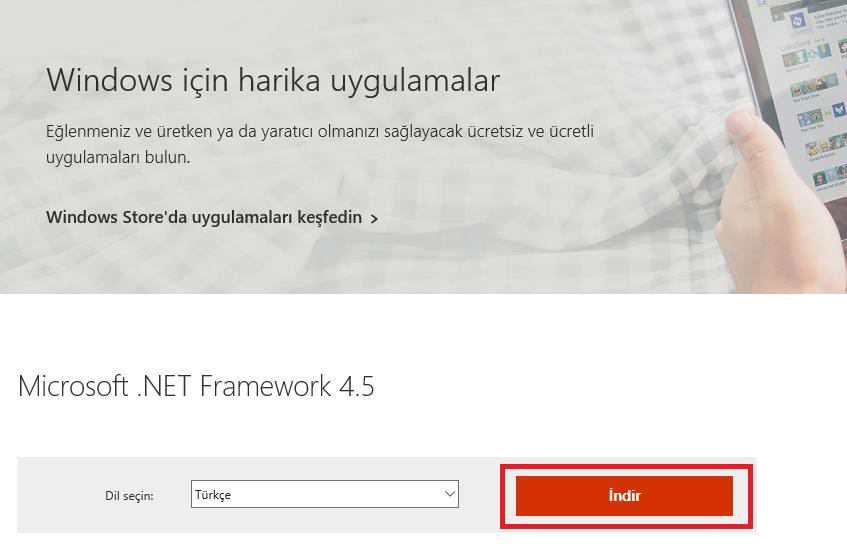 Windows için harika uygulamalar
Eğlenmeniz ve üretken ya da yaratıcı olmanızı sağlayacak ücretsiz ve ücretli
uygulamaları bulun.
Windows Store'da uygulamaları keşfedin >
Microsoft .NET Framework 4.5
Dil seçin:
Türkçe
İndir